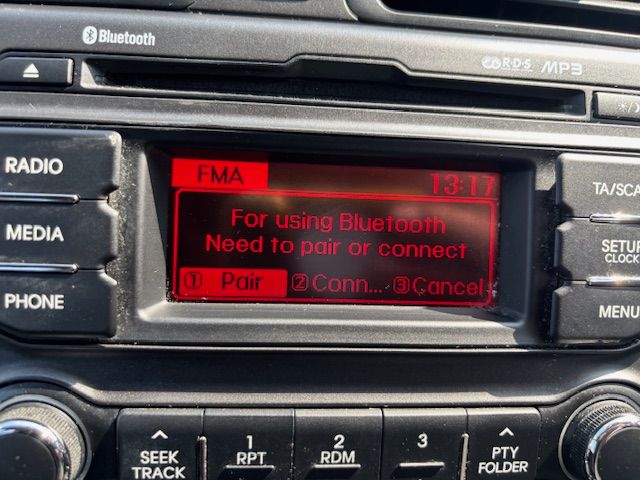 Bluetooth
R·D·S MP3
RADIO
MEDIA
PHONE
FMA 13:17
For using Bluetooth
Need to pair or connect
① Pair ② Conn... ③ Cancel
TA/SCA
SETUP
CLOCK
MENU
SEEK
TRACK
1
RPT
2
RDM
3
PTY
FOLDER